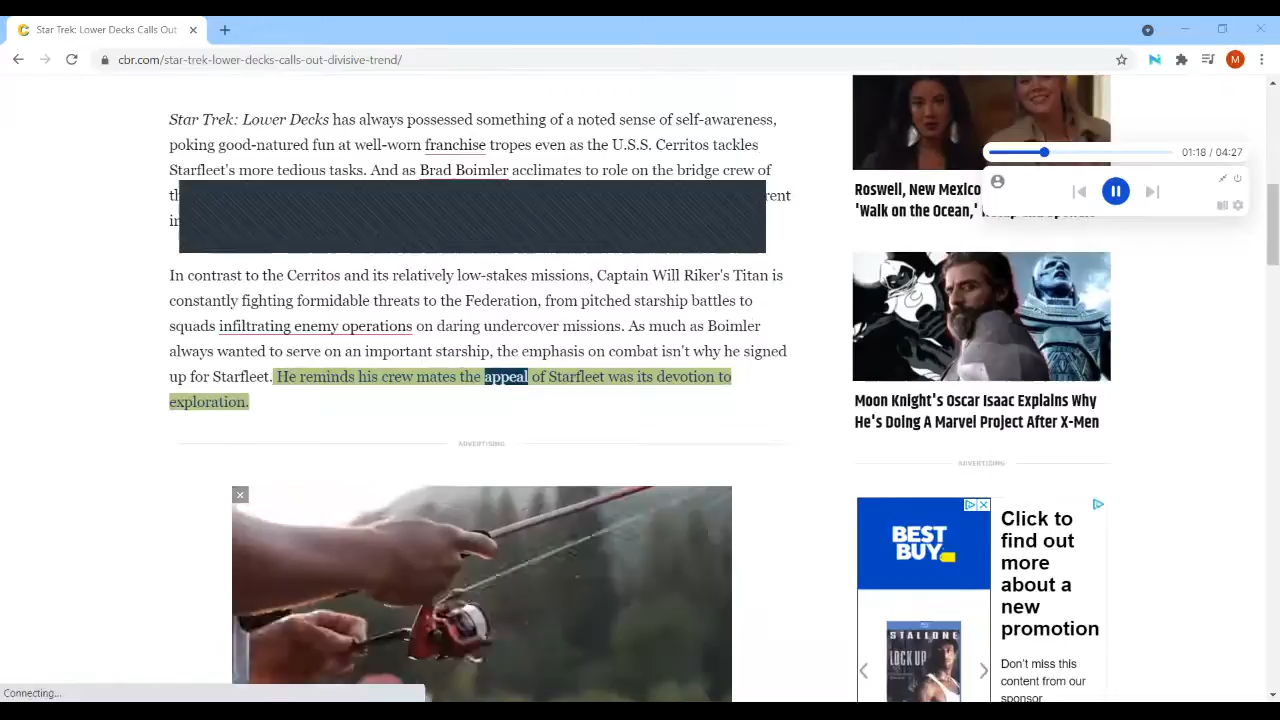 Star Trek: Lower Decks Calls Out
cbr.com/star-trek-lower-decks-calls-out-divisive-trend/
M
Star Trek: Lower Decks has always possessed something of a noted sense of self-awareness,
poking good-natured fun at well-worn franchise tropes even as the U.S.S. Cerritos tackles
Starfleet's more tedious tasks. And as Brad Boimler acclimates to role on the bridge crew of
In contrast to the Cerritos and its relatively low-stakes missions, Captain Will Riker's Titan is
constantly fighting formidable threats to the Federation, from pitched starship battles to
squads infiltrating enemy operations on daring undercover missions. As much as Boimler
always wanted to serve on an important starship, the emphasis on combat isn't why he signed
up for Starfleet. He reminds his crew mates the appeal of Starfleet was its devotion to
exploration.
ADVERTISING
Connecting...
01:18 / 04:27
Roswell, New Mexico
'Walk on the Ocean,'
Moon Knight's Oscar Isaac Explains Why
He's Doing A Marvel Project After X-Men
ADVERTISING
BEST
BUY
STALLONE
LOCK UP
Click to
find out
more
about a
new
promotion
Don't miss this
content from our
sponsor